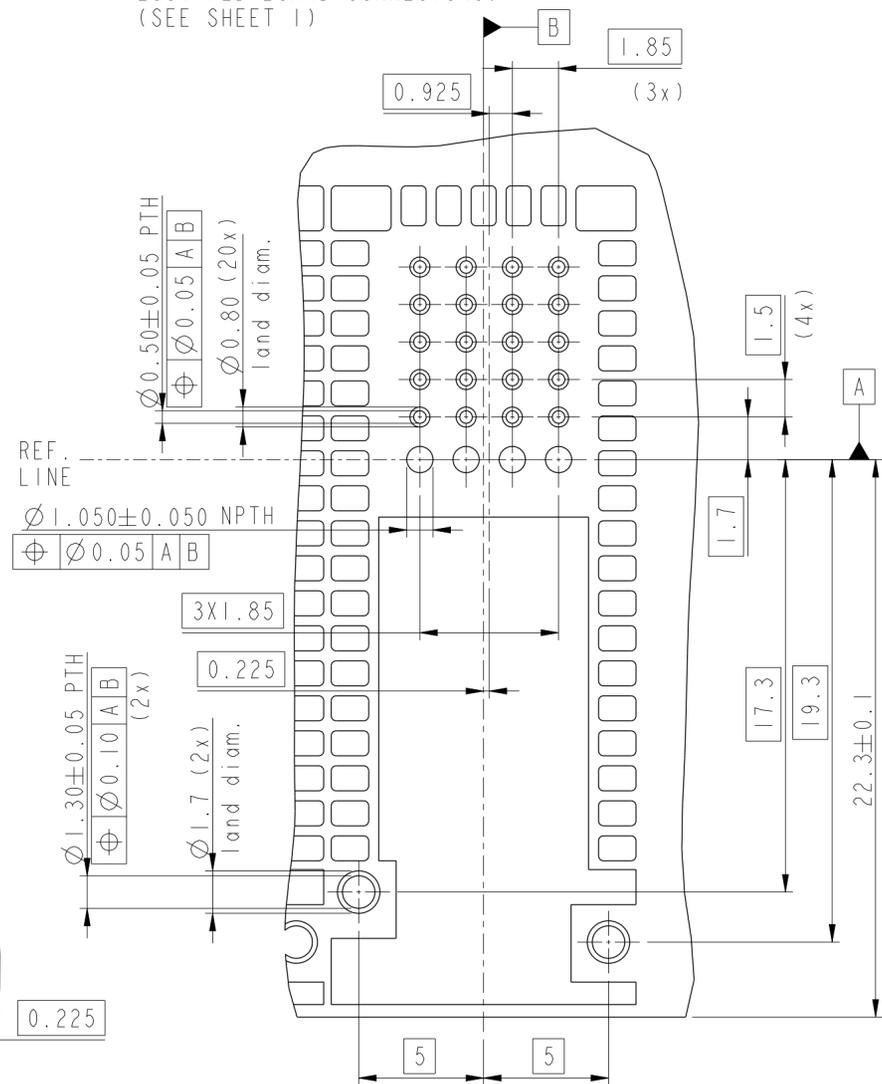 (SEE SHEET 1)
B
1.85
(3x)
0.925
Ø0.50±0.05 PTH
⌖ Ø0.05 A B
Ø0.80 (20x)
land diam.
1.5
(4x)
A
REF.
LINE
1.7
Ø1.050±0.050 NPTH
⌖ Ø0.05 A B
3X1.85
0.225
Ø1.30±0.05 PTH
⌖ Ø0.10 A B
(2x)
Ø1.7 (2x)
land diam.
17.3
19.3
22.3±0.1
0.225
5
5